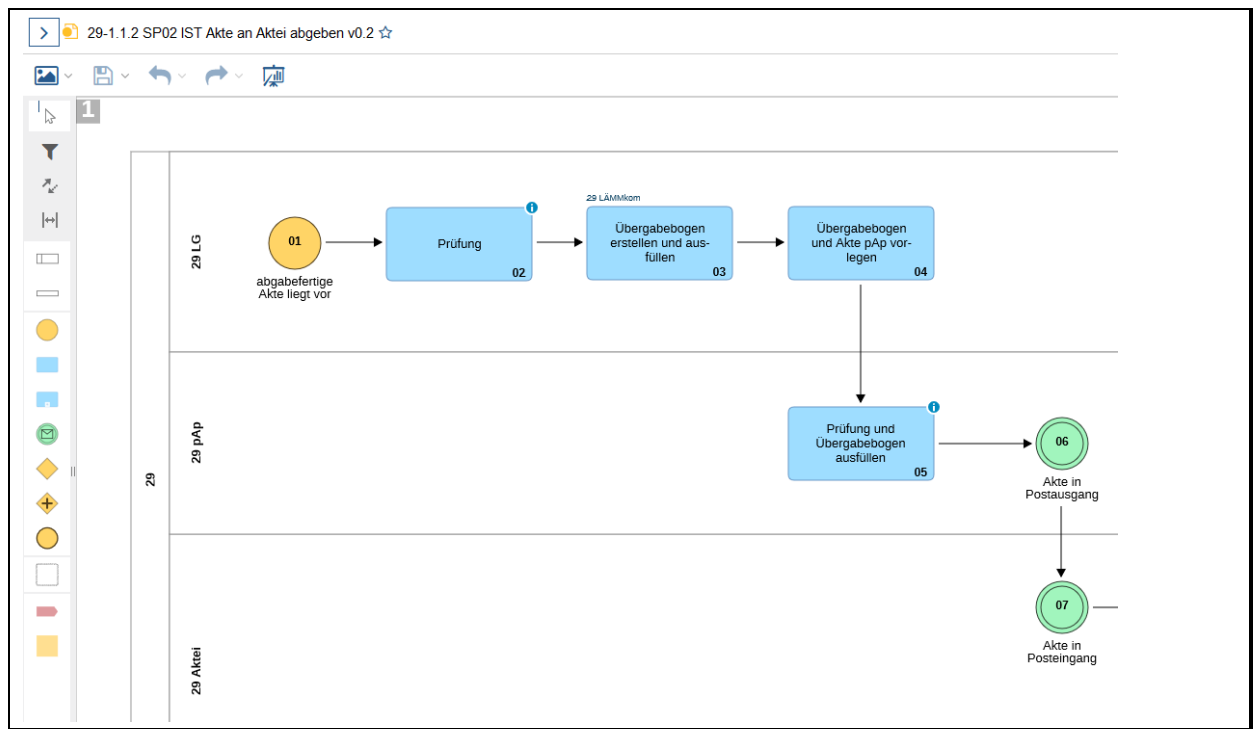 29-1.1.2 SP02 IST Akte an Aktei abgeben v0.2
1
29
29 LG
01
abgabefertige
Akte liegt vor
Prüfung
02
29 LÄMMkom
Übergabebogen
erstellen und aus-
füllen
03
Übergabebogen
und Akte pAp vor-
legen
04
29 pAp
Prüfung und
Übergabebogen
ausfüllen
05
06
Akte in
Postausgang
29 Aktei
07
Akte in
Posteingang